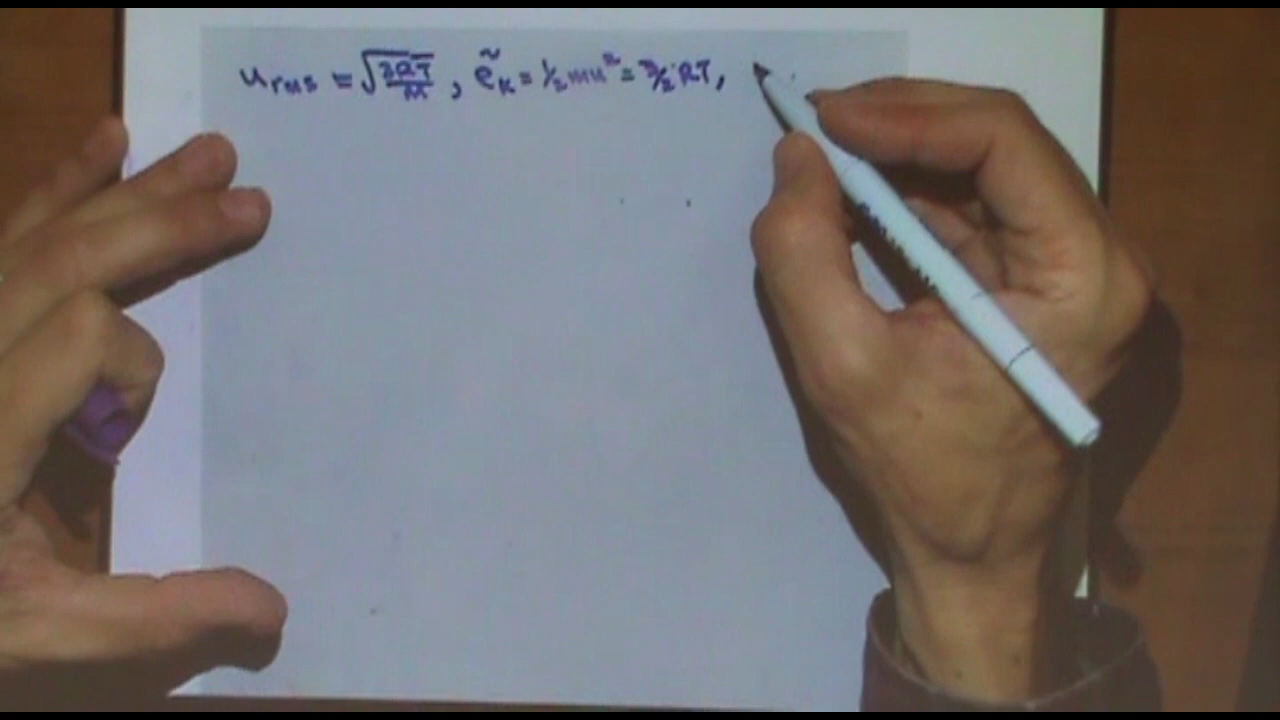 u_rms = √(3RT/M), ẽ_K = 1/2 mu² = 3/2 RT,